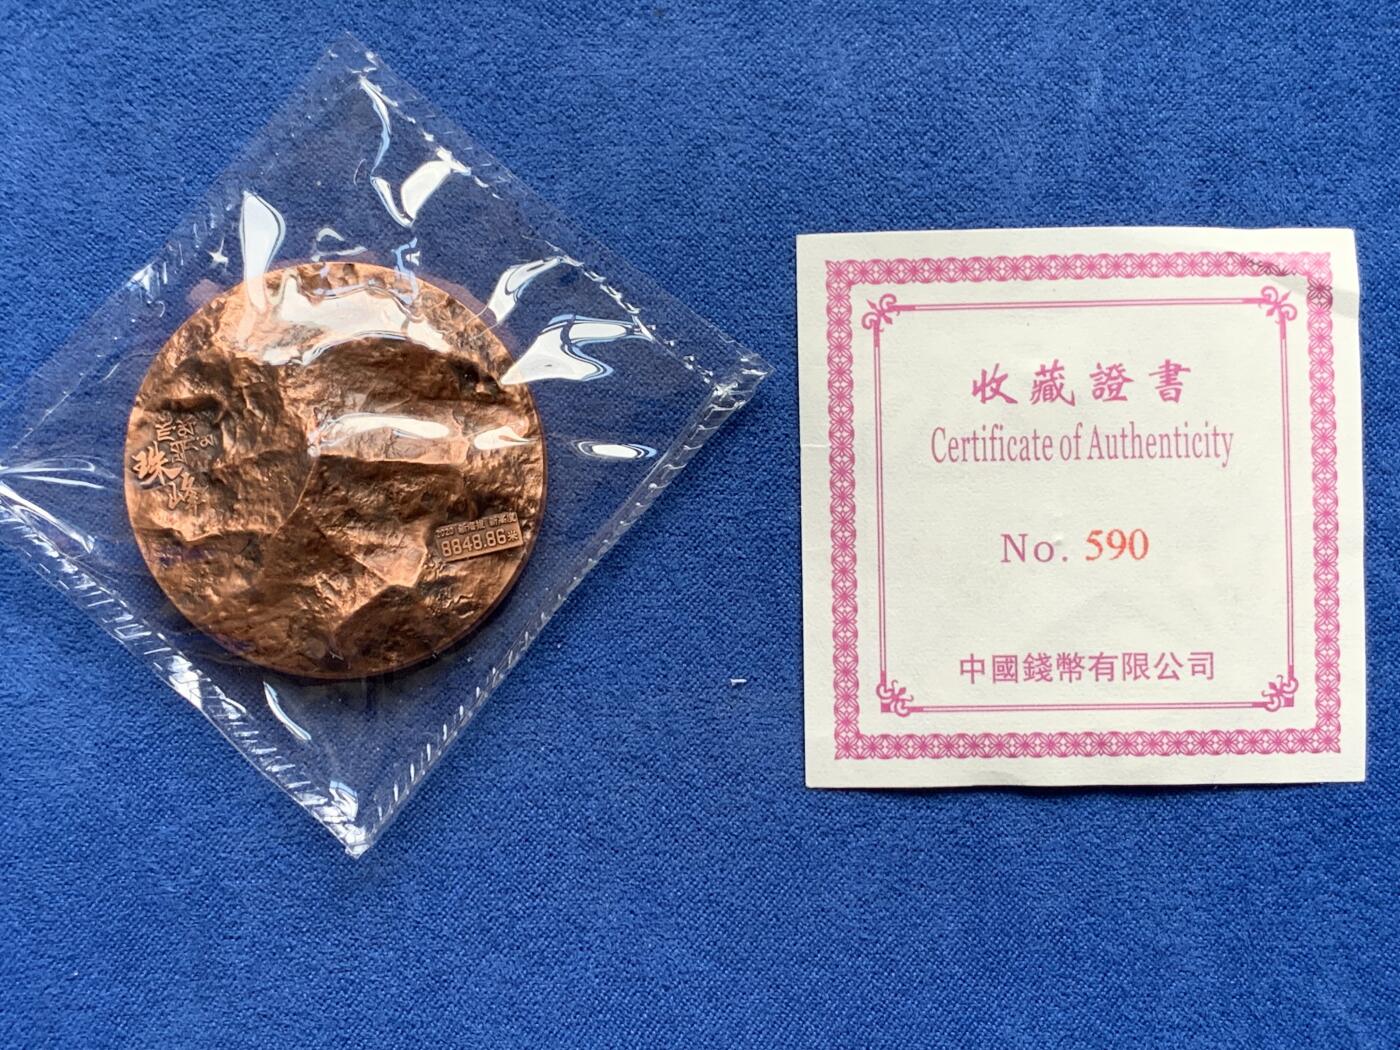 珠
峰
8848.86米
收藏證書
Certificate of Authenticity
No. 590
中國錢幣有限公司